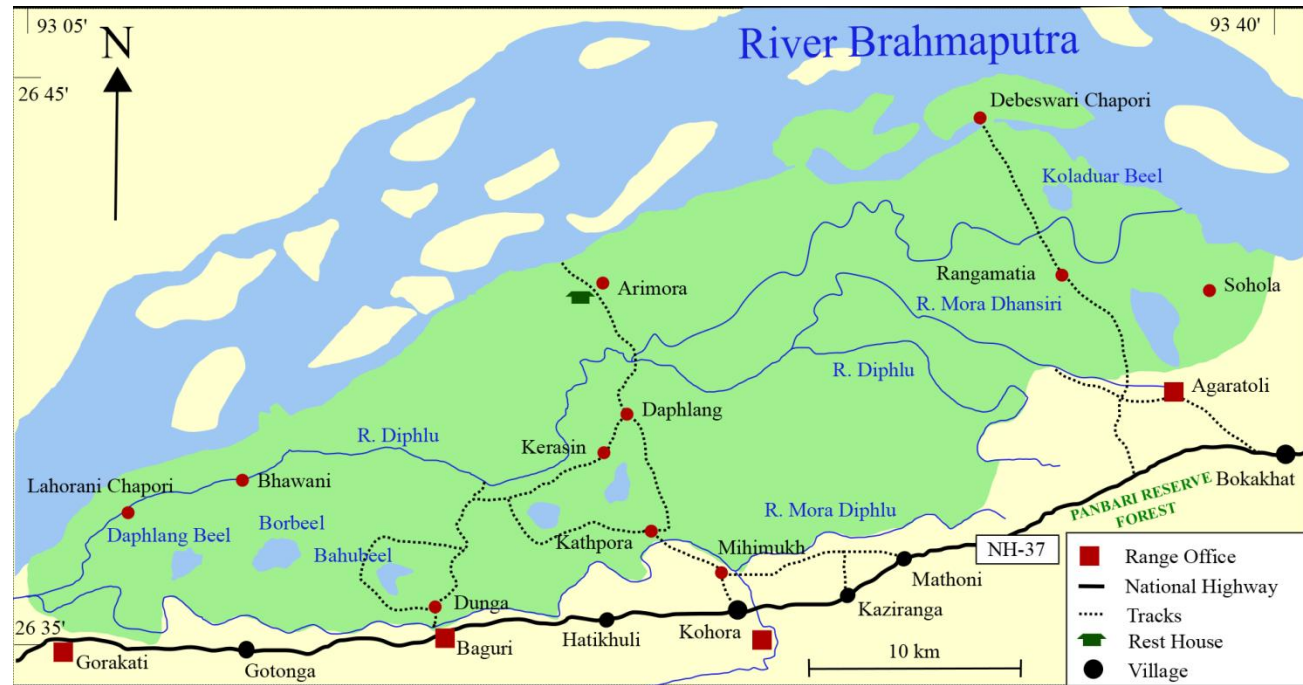 93 05'
93 40'
N
River Brahmaputra
26 45'
Debeswari Chapori
Koladuar Beel
Rangamatia
Arimora
Sohola
R. Mora Dhansiri
R. Diphlu
Agaratoli
Daphlang
R. Diphlu
Kerasin
Bhawani
Bokakhat
Lahorani Chapori
PANBARI RESERVE
FOREST
R. Mora Diphlu
Daphlang Beel
Borbeel
Kathpora
Mihimukh
NH-37
Bahubeel
Mathoni
Dunga
Kaziranga
26 35'
Hatikhuli
Kohora
Baguri
Gorakati
Gotonga
10 km
Range Office
National Highway
Tracks
Rest House
Village